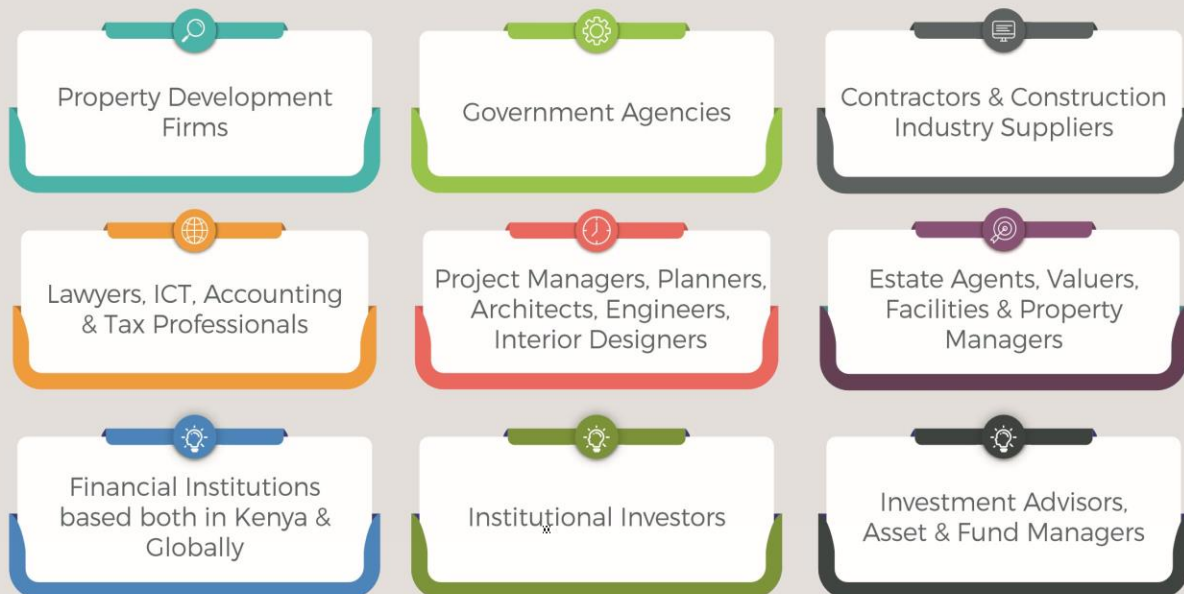 Property Development
Firms
Government Agencies
Contractors & Construction
Industry Suppliers
Lawyers, ICT, Accounting
& Tax Professionals
Project Managers, Planners,
Architects, Engineers,
Interior Designers
Estate Agents, Valuers,
Facilities & Property
Managers
Financial Institutions
based both in Kenya &
Globally
Institutional Investors
Investment Advisors,
Asset & Fund Managers